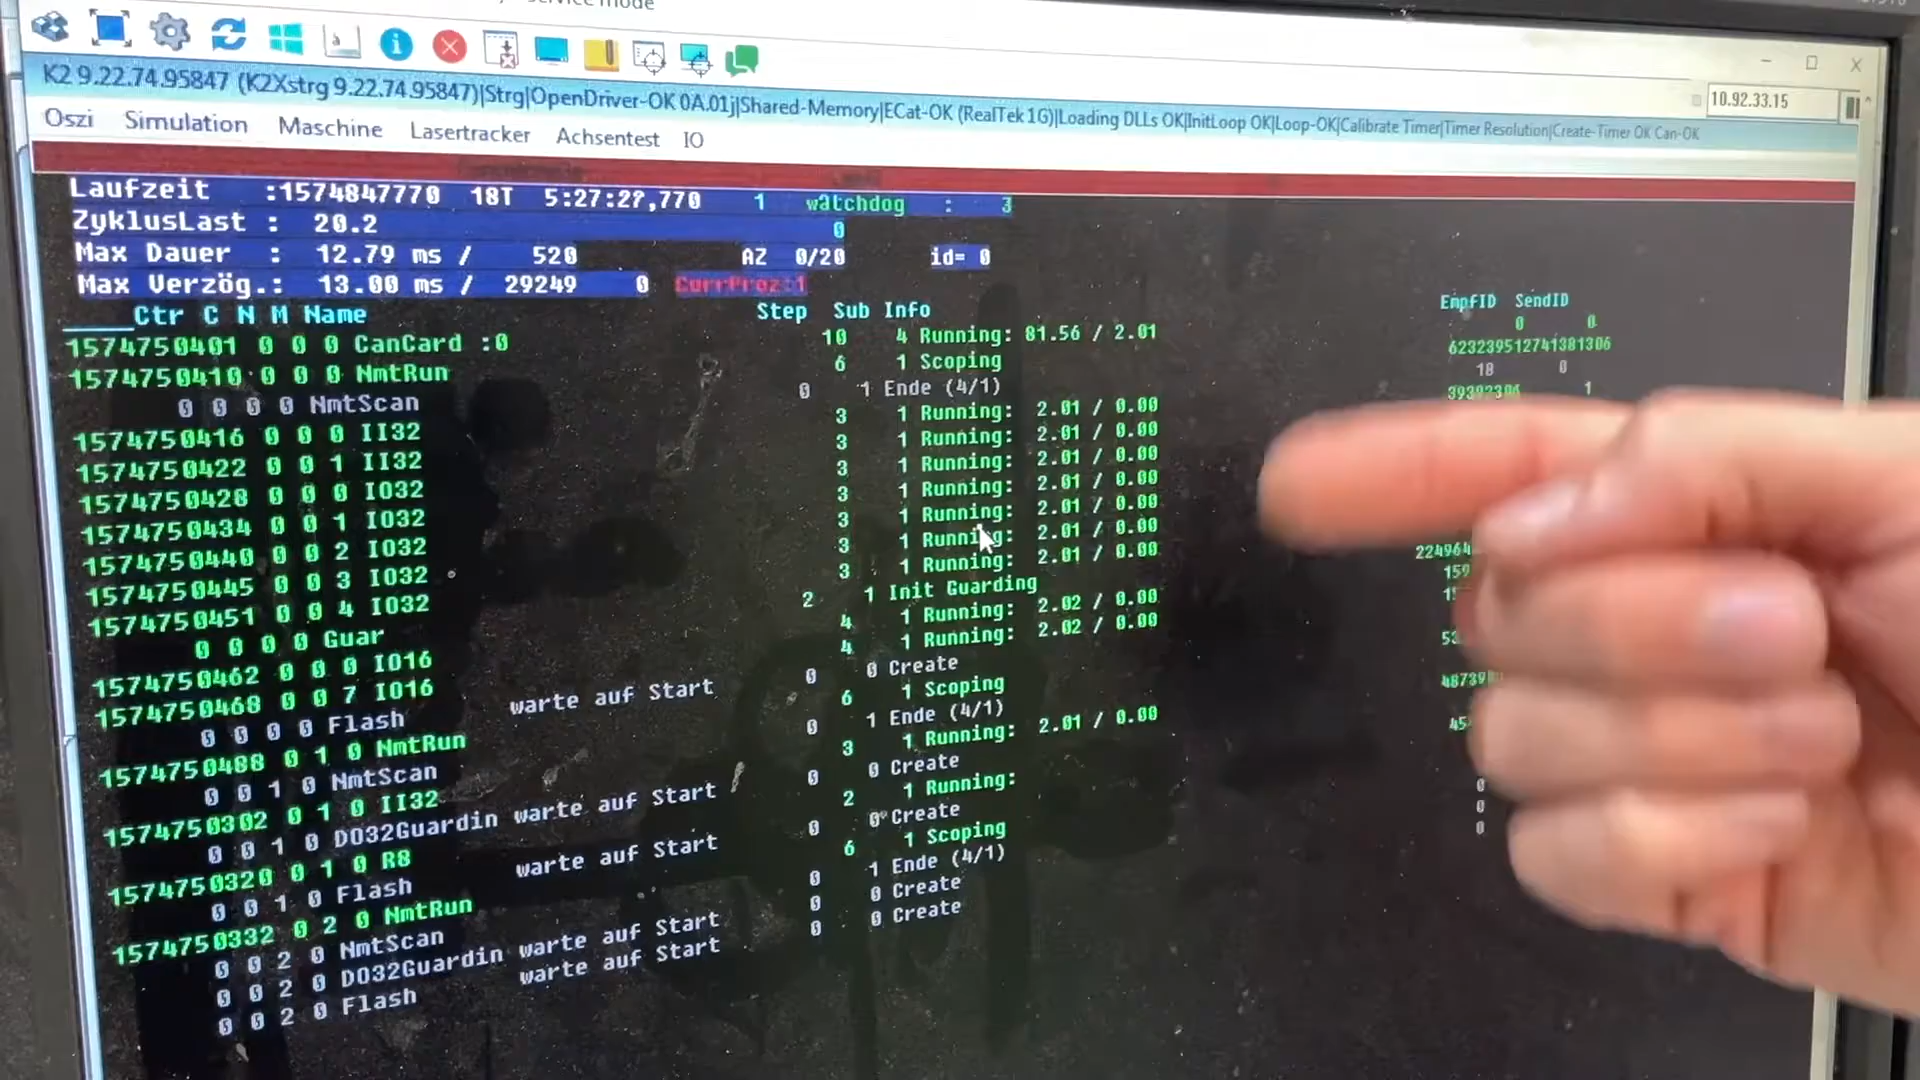 service mode
K2 9.22.74.95847 (K2Xstrg 9.22.74.95847)|Strg|OpenDriver-OK 0A.01j|Shared-Memory|ECat-OK (RealTek 1G)|Loading DLLs OK|InitLoop OK|Loop-OK|Calibrate Timer|Timer Resolution|Create-Timer OK Can-OK
10.92.33.15
Oszi Simulation Maschine Lasertracker Achsentest IO
Laufzeit :1574847770 18T 1 watchdog : 3
ZyklusLast : 20.2 0
Max Dauer : 12.79 ms / 520 AZ 0/20 id= 0
Max Verzög.: 13.00 ms / 29249 0 CurrProz:1
Ctr C N M Name Step Sub Info EmpfID SendID
1574750401 0 0 0 CanCard :0 10 4 Running: 81.56 / 2.01 0 0
1574750410 0 0 0 NmtRun 6 1 Scoping 62323951274138130​6
0 0 0 0 NmtScan 0 1 Ende (4/1) 18 0
1574750416 0 0 0 II32 3 1 Running: 2.01 / 0.00 1
1574750422 0 0 1 II32 3 1 Running: 2.01 / 0.00
1574750428 0 0 0 IO32 3 1 Running: 2.01 / 0.00
1574750434 0 0 1 IO32 3 1 Running: 2.01 / 0.00
1574750440 0 0 2 IO32 3 1 Running: 2.01 / 0.00
1574750445 0 0 3 IO32 3 1 Running: 2.01 / 0.00
1574750451 0 0 4 IO32 3 1 Running: 2.01 / 0.00
0 0 0 0 Guar 2 1 Init Guarding
1574750462 0 0 0 IO16 4 1 Running: 2.02 / 0.00
1574750468 0 0 7 IO16 4 1 Running: 2.02 / 0.00
0 0 0 0 Flash warte auf Start 0 0 Create
1574750488 0 1 0 NmtRun 6 1 Scoping
0 0 1 0 NmtScan 0 1 Ende (4/1)
1574750302 0 1 0 II32 3 1 Running: 2.01 / 0.00
0 0 1 0 DO32Guardin warte auf Start 0 0 Create
1574750320 0 1 0 R8 2 1 Running:
0 0 1 0 Flash warte auf Start 0 0 Create
1574750332 0 2 0 NmtRun 6 1 Scoping
0 0 2 0 NmtScan 0 1 Ende (4/1)
0 0 2 0 DO32Guardin warte auf Start 0 0 Create
0 0 2 0 Flash warte auf Start 0 0 Create
0
0
0